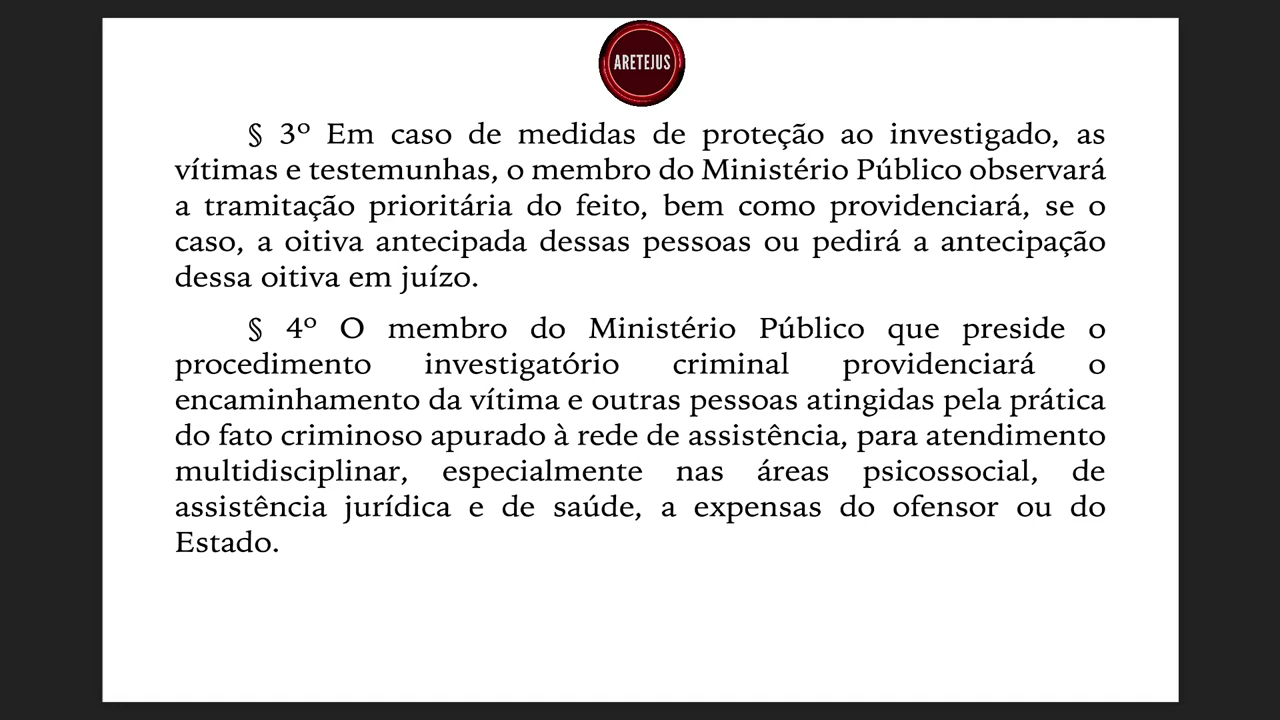 ARETEJUS
§ 3º Em caso de medidas de proteção ao investigado, as
vítimas e testemunhas, o membro do Ministério Público observará
a tramitação prioritária do feito, bem como providenciará, se o
caso, a oitiva antecipada dessas pessoas ou pedirá a antecipação
dessa oitiva em juízo.
§ 4º O membro do Ministério Público que preside o
procedimento investigatório criminal providenciará o
encaminhamento da vítima e outras pessoas atingidas pela prática
do fato criminoso apurado à rede de assistência, para atendimento
multidisciplinar, especialmente nas áreas psicossocial, de
assistência jurídica e de saúde, a expensas do ofensor ou do
Estado.